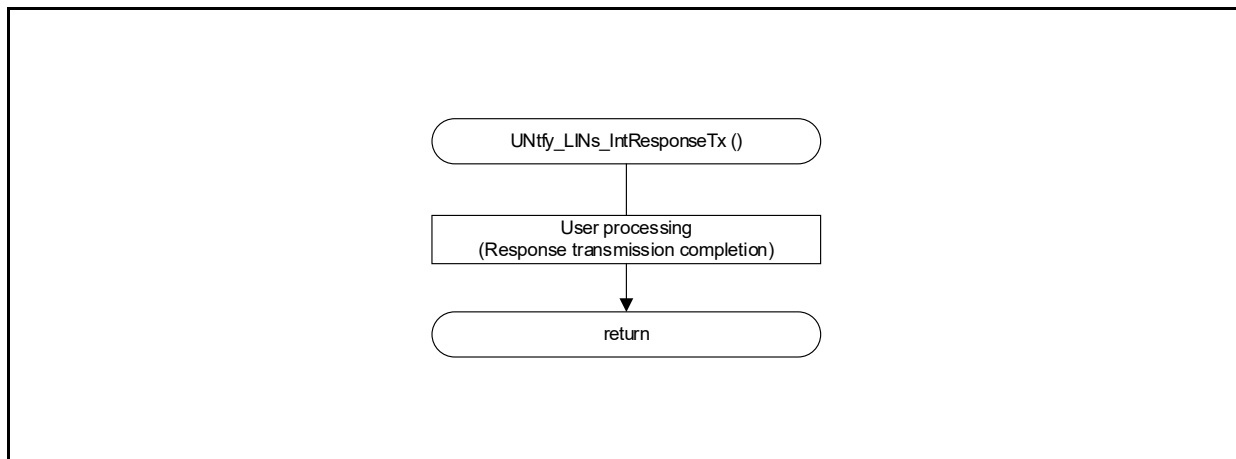 UNtfy_LINs_IntResponseTx ()
User processing
(Response transmission completion)
return